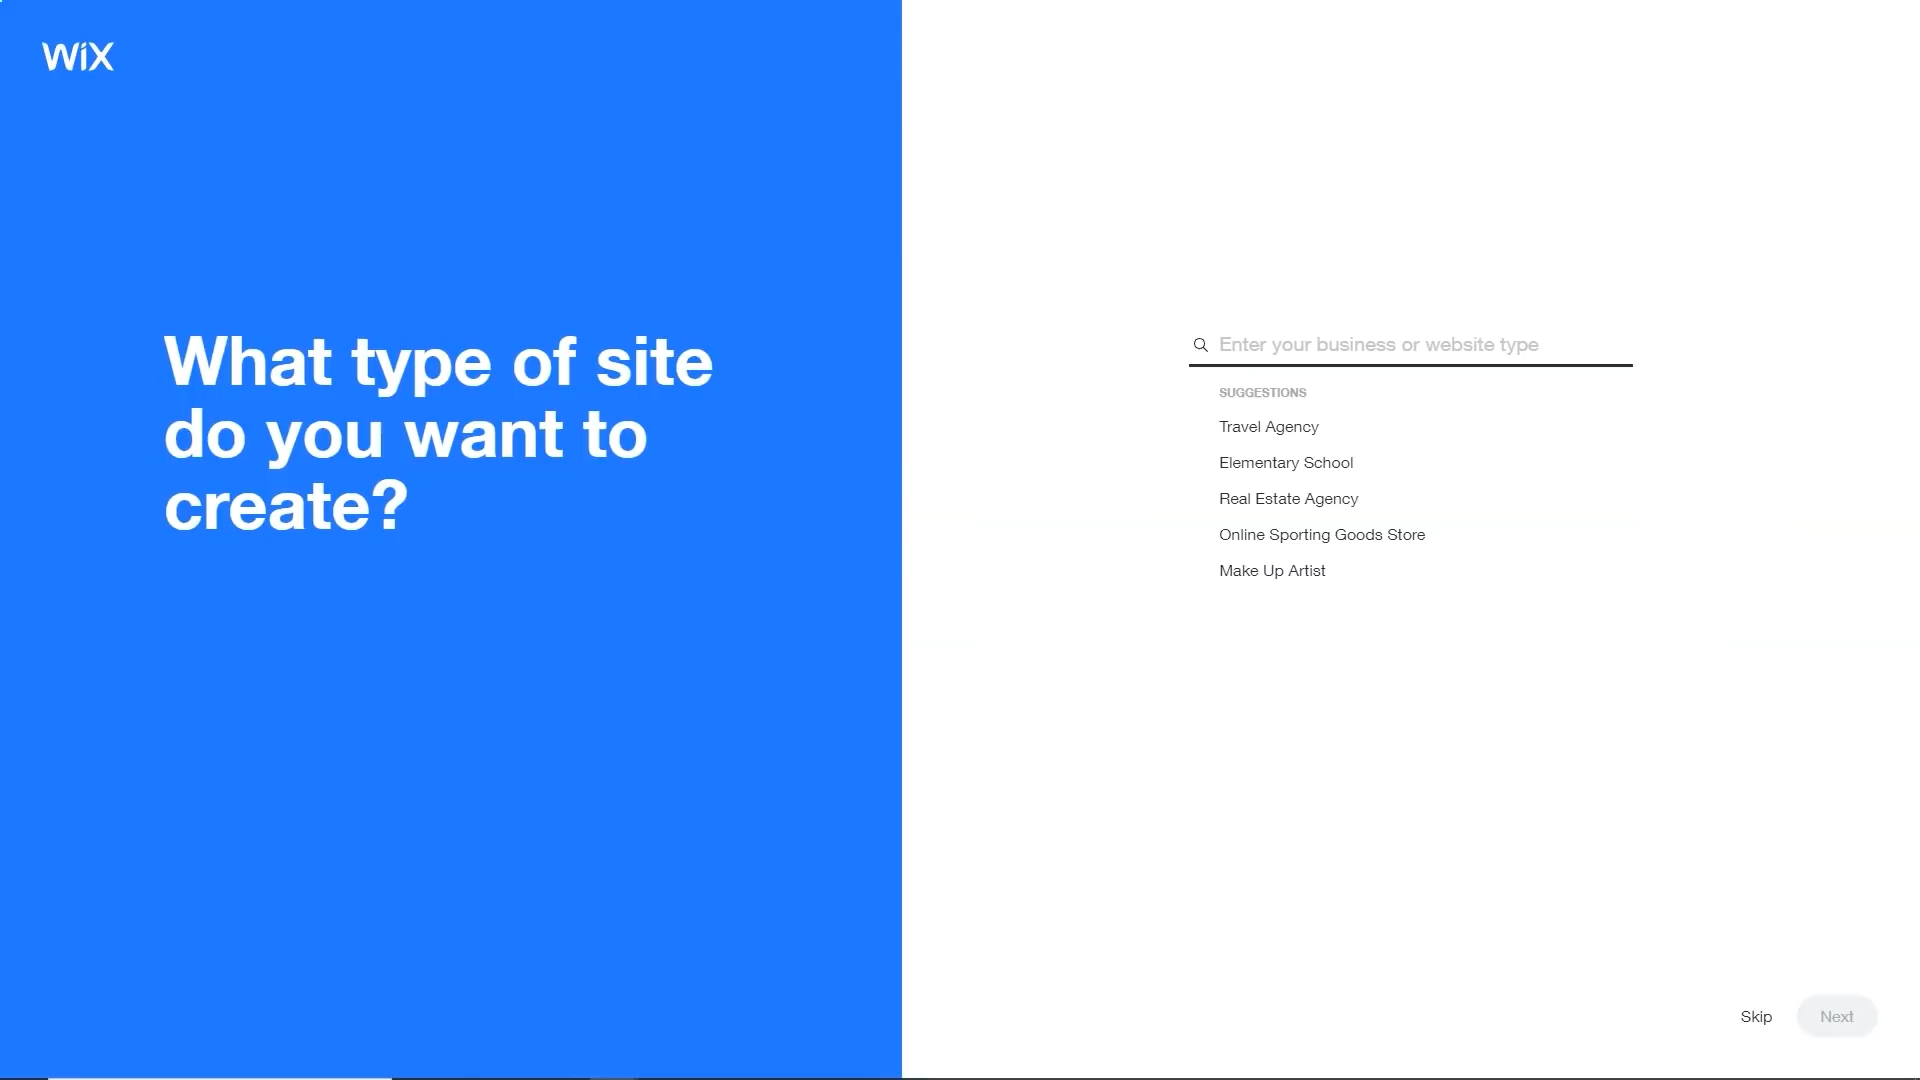 WiX
What type of site
do you want to
create?
Enter your business or website type
SUGGESTIONS
Travel Agency
Elementary School
Real Estate Agency
Online Sporting Goods Store
Make Up Artist
Skip
Next